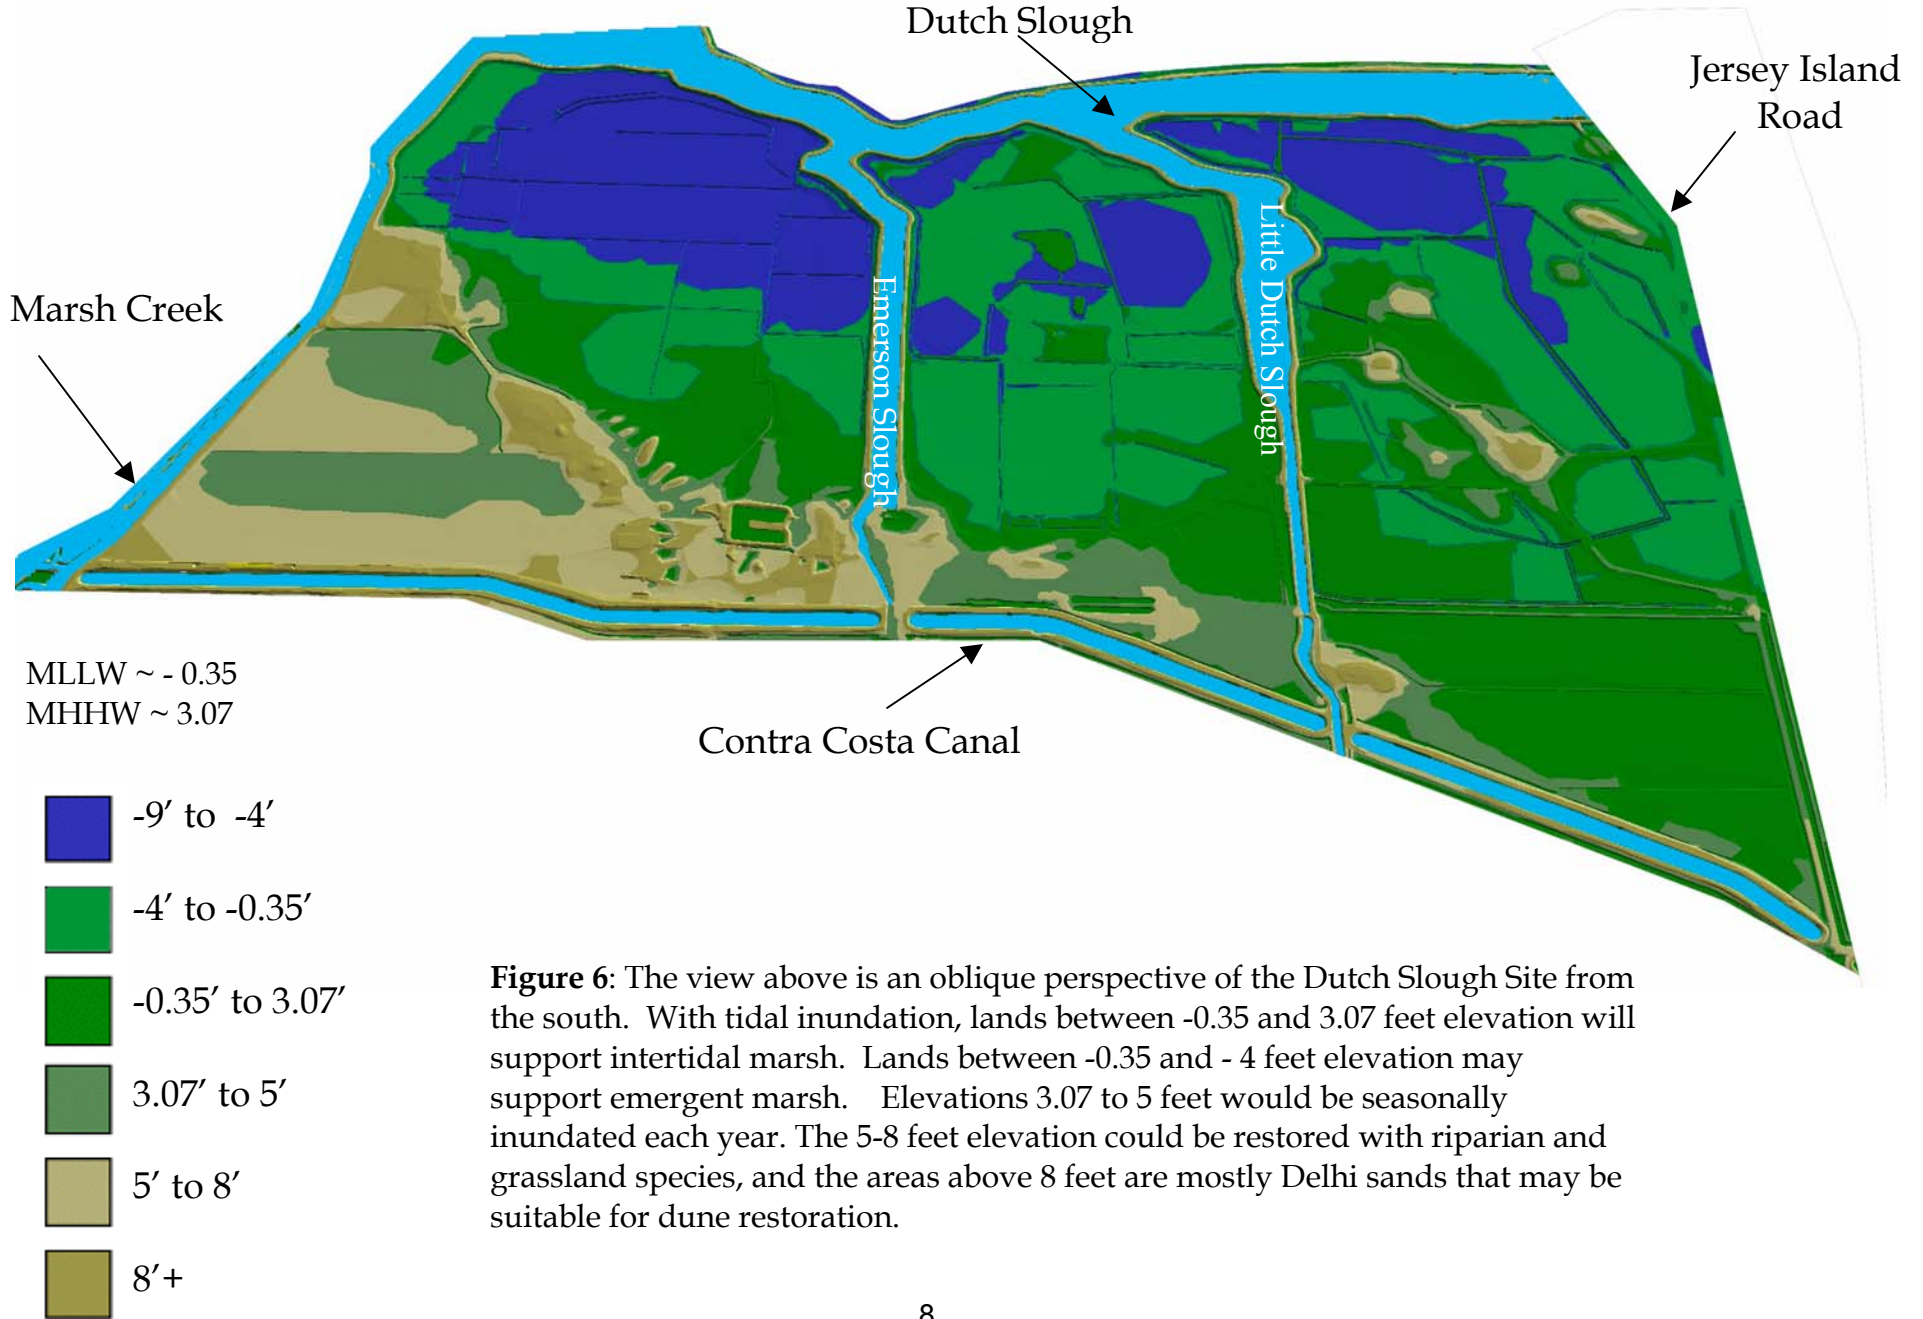 Dutch Slough
Jersey Island
Road
Marsh Creek
Emerson Slough
Little Dutch Slough
Contra Costa Canal
MLLW ~ - 0.35
MHHW ~ 3.07
-9’ to -4’
-4’ to -0.35’
-0.35’ to 3.07’
3.07’ to 5’
5’ to 8’
8’+
Figure 6: The view above is an oblique perspective of the Dutch Slough Site from
the south. With tidal inundation, lands between -0.35 and 3.07 feet elevation will
support intertidal marsh. Lands between -0.35 and - 4 feet elevation may
support emergent marsh. Elevations 3.07 to 5 feet would be seasonally
inundated each year. The 5-8 feet elevation could be restored with riparian and
grassland species, and the areas above 8 feet are mostly Delhi sands that may be
suitable for dune restoration.
8